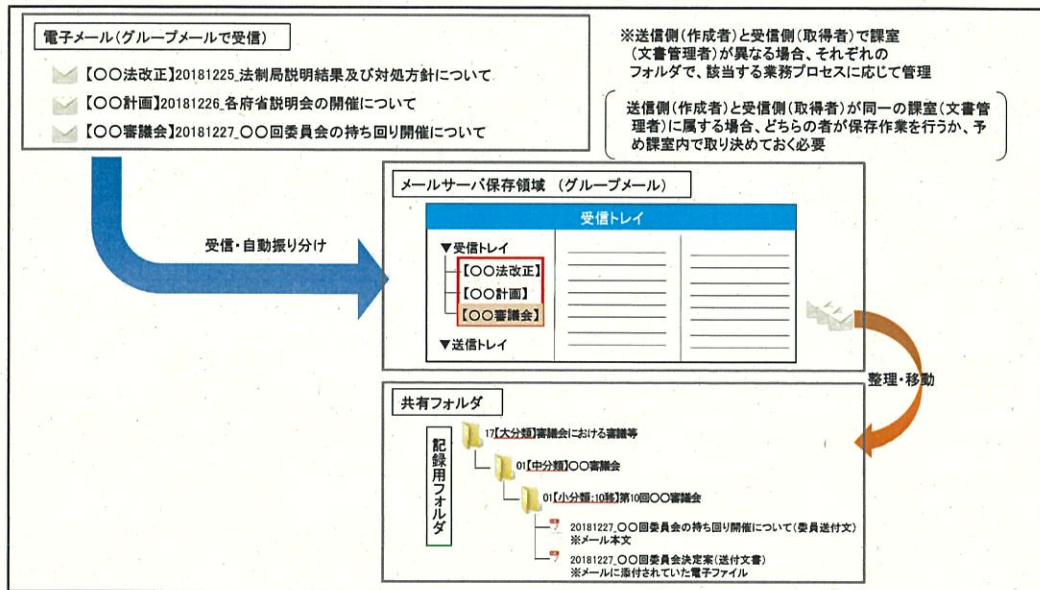 電子メール(グループメールで受信)
【○○法改正】20181225_法制局説明結果及び対処方針について
【○○計画】20181226_各府省説明会の開催について
【○○審議会】20181227_○○回委員会の持ち回り開催について
※送信側(作成者)と受信側(取得者)で課室
(文書管理者)が異なる場合、それぞれの
フォルダで、該当する業務プロセスに応じて管理
送信側(作成者)と受信側(取得者)が同一の課室(文書管
理者)に属する場合、どちらの者が保存作業を行うか、予
め課室内で取り決めておく必要
受信・自動振り分け
メールサーバ保存領域 (グループメール)
受信トレイ
▼受信トレイ
【○○法改正】
【○○計画】
【○○審議会】
▼送信トレイ
整理・移動
共有フォルダ
記録用フォルダ
17【大分類】審議会における審議等
01【中分類】○○審議会
01【小分類:10移】第10回○○審議会
20181227_○○回委員会の持ち回り開催について(委員送付文)
※メール本文
20181227_○○回委員会決定案(送付文書)
※メールに添付されていた電子ファイル